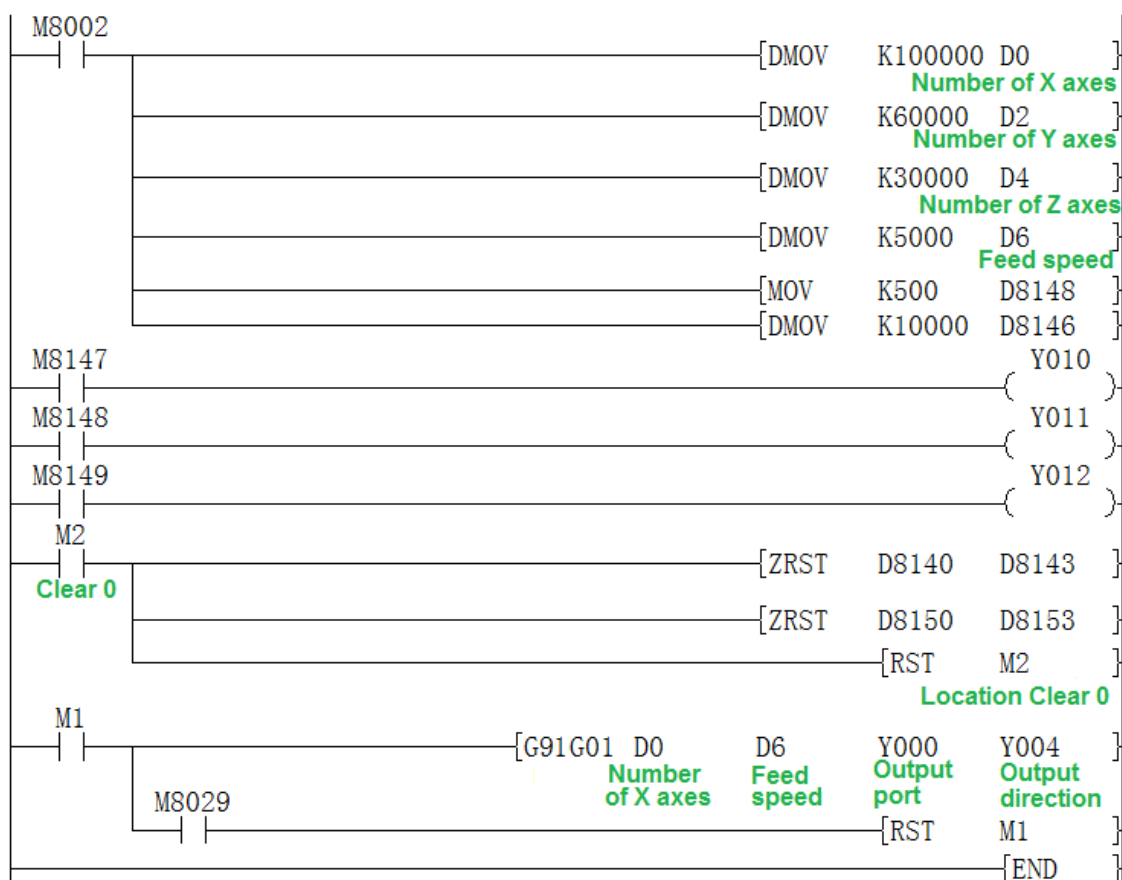 M8002
[DMOV K100000 D0 ]
Number of X axes
[DMOV K60000 D2 ]
Number of Y axes
[DMOV K30000 D4 ]
Number of Z axes
[DMOV K5000 D6 ]
Feed speed
[MOV K500 D8148 ]
[DMOV K10000 D8146 ]
M8147 Y010
M8148 Y011
M8149 Y012
M2
[ZRST D8140 D8143 ]
Clear 0
[ZRST D8150 D8153 ]
[RST M2 ]
Location Clear 0
M1
[G91G01 D0 D6 Y000 Y004 ]
Number of X axes
Feed speed
Output port
Output direction
M8029
[RST M1 ]
[END ]